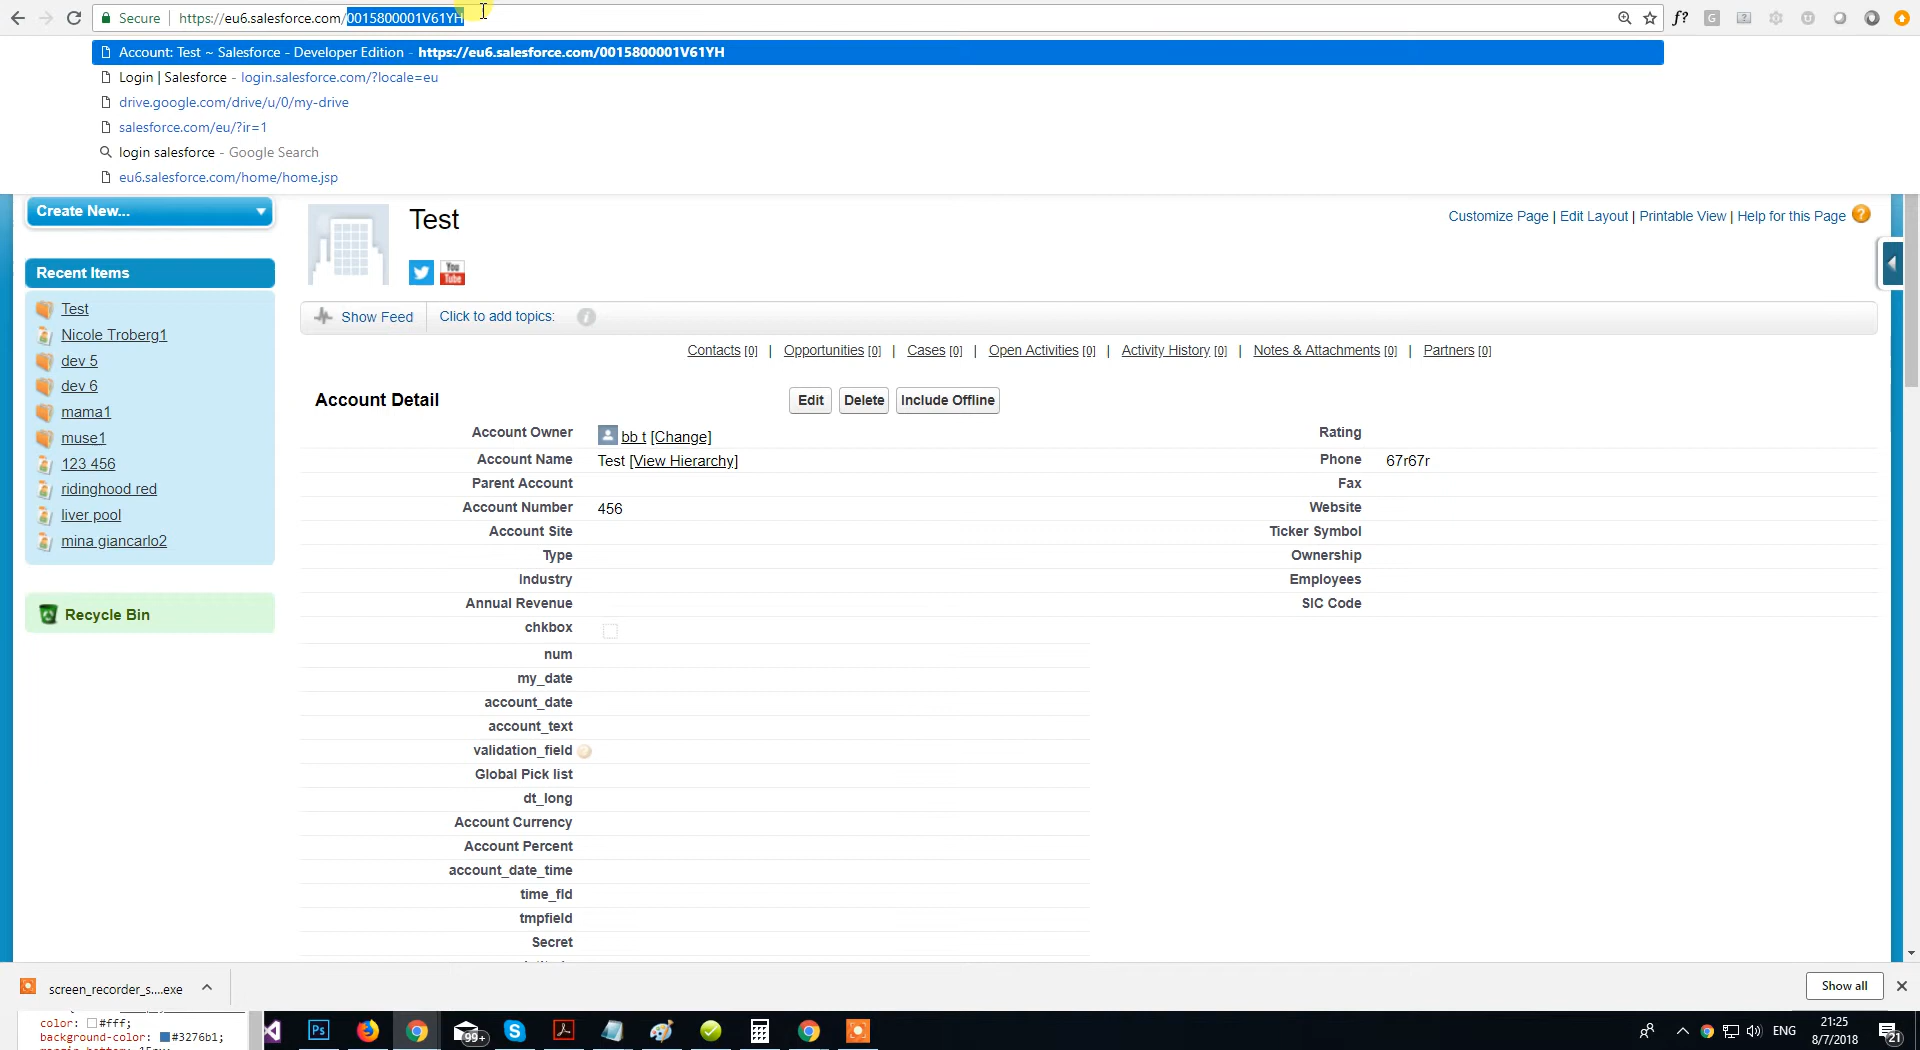 Secure | https://eu6.salesforce.com/0015800001V61YH
Account: Test ~ Salesforce - Developer Edition - https://eu6.salesforce.com/0015800001V61YH
Login | Salesforce - login.salesforce.com/?locale=eu
drive.google.com/drive/u/0/my-drive
salesforce.com/eu/?ir=1
login salesforce - Google Search
eu6.salesforce.com/home/home.jsp
Create New...
Test
Customize Page | Edit Layout | Printable View | Help for this Page ?
You Tube
Recent Items
Test
Nicole Troberg1
dev 5
dev 6
mama1
muse1
123 456
ridinghood red
liver pool
mina giancarlo2
Recycle Bin
Show Feed
Click to add topics:
Contacts [0] | Opportunities [0] | Cases [0] | Open Activities [0] | Activity History [0] | Notes & Attachments [0] | Partners [0]
Account Detail
Edit
Delete
Include Offline
Account Owner bb t [Change]
Rating
Account Name Test [View Hierarchy]
Phone 67r67r
Parent Account
Fax
Account Number 456
Website
Account Site
Ticker Symbol
Type
Ownership
Industry
Employees
Annual Revenue
SIC Code
chkbox
num
my_date
account_date
account_text
validation_field
Global Pick list
dt_long
Account Currency
Account Percent
account_date_time
time_fld
tmpfield
Secret
screen_recorder_s....exe
Show all
color: #fff;
background-color: #3276b1;
Ps
99+
ENG
21:25
8/7/2018
21